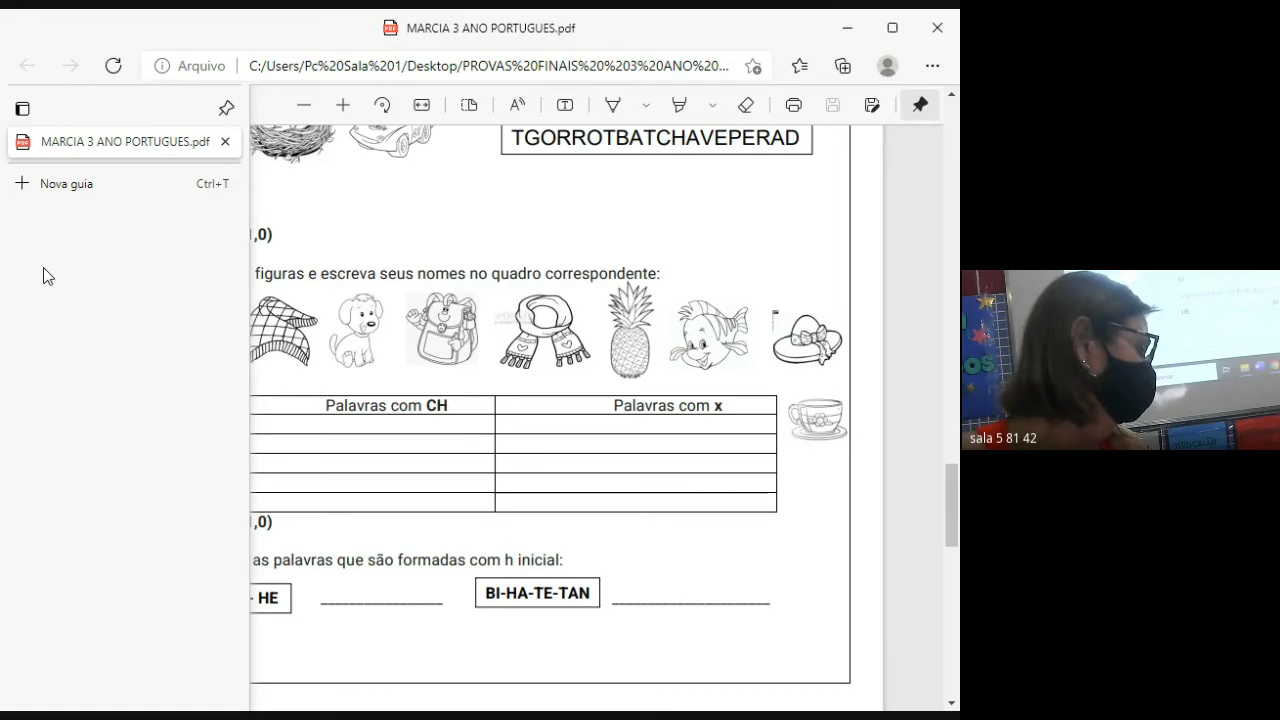 MARCIA 3 ANO PORTUGUES.pdf
Arquivo
C:/Users/Pc%20Sala%201/Desktop/PROVAS%20FINAIS%20%203%20ANO%20...
MARCIA 3 ANO PORTUGUES.pdf
TGORROTBATCHAVEPERAD
Nova guia Ctrl+T
,0)
figuras e escreva seus nomes no quadro correspondente:
Palavras com CH Palavras com x
,0)
as palavras que são formadas com h inicial:
- HE BI-HA-TE-TAN
sala 5 81 42